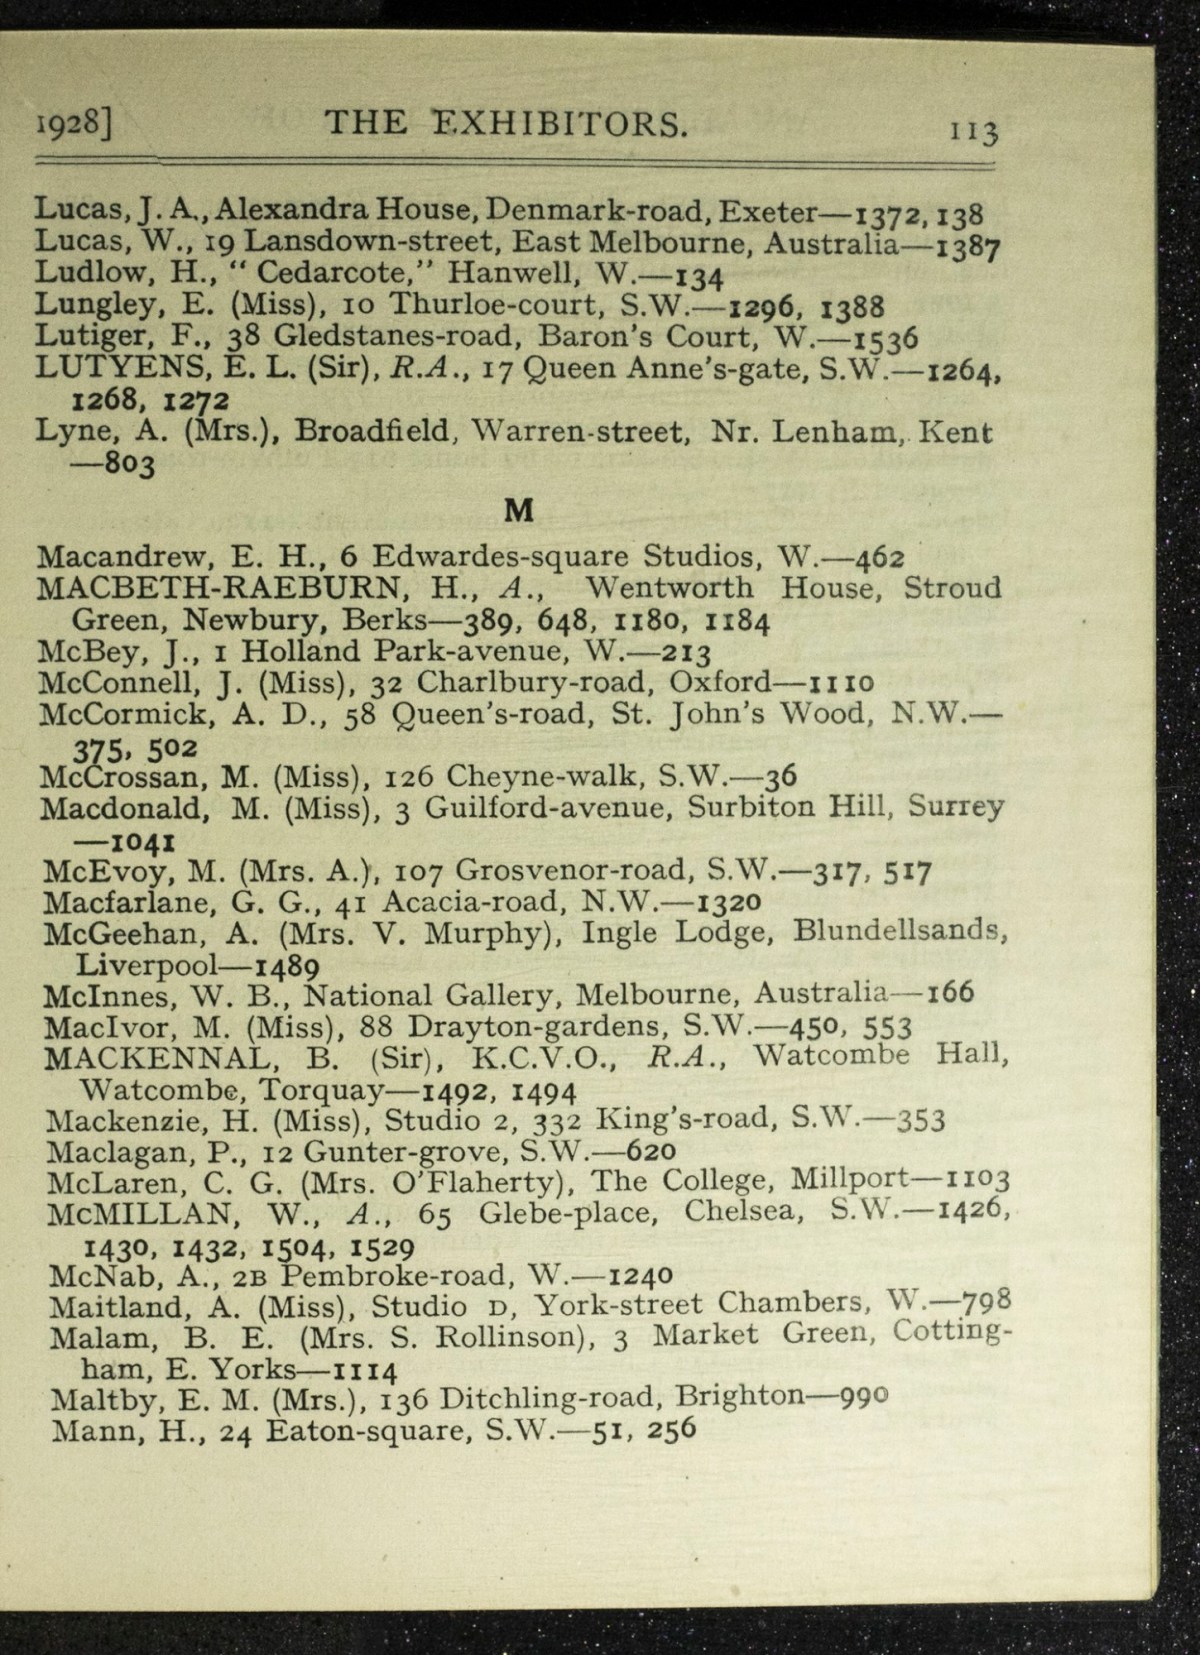 1928] THE EXHIBITORS. 113
Lucas, J. A., Alexandra House, Denmark-road, Exeter—1372, 138
Lucas, W., 19 Lansdown-street, East Melbourne, Australia—1387
Ludlow, H., “ Cedarcote,” Hanwell, W.—134
Lungley, E. (Miss), 10 Thurloe-court, S.W.—1296, 1388
Lutiger, F., 38 Gledstanes-road, Baron’s Court, W.—1536
LUTYENS, E. L. (Sir), R.A., 17 Queen Anne’s-gate, S.W.—1264,
1268, 1272
Lyne, A. (Mrs.), Broadfield, Warren-street, Nr. Lenham, Kent
—803
M
Macandrew, E. H., 6 Edwardes-square Studios, W.—462
MACBETH-RAEBURN, H., A., Wentworth House, Stroud
Green, Newbury, Berks—389, 648, 1180, 1184
McBey, J., 1 Holland Park-avenue, W.—213
McConnell, J. (Miss), 32 Charlbury-road, Oxford—1110
McCormick, A. D., 58 Queen’s-road, St. John’s Wood, N.W.—
375, 502
McCrossan, M. (Miss), 126 Cheyne-walk, S.W.—36
Macdonald, M. (Miss), 3 Guilford-avenue, Surbiton Hill, Surrey
—1041
McEvoy, M. (Mrs. A.), 107 Grosvenor-road, S.W.—317, 517
Macfarlane, G. G., 41 Acacia-road, N.W.—1320
McGeehan, A. (Mrs. V. Murphy), Ingle Lodge, Blundellsands,
Liverpool—1489
McInnes, W. B., National Gallery, Melbourne, Australia—166
MacIvor, M. (Miss), 88 Drayton-gardens, S.W.—450, 553
MACKENNAL, B. (Sir), K.C.V.O., R.A., Watcombe Hall,
Watcombe, Torquay—1492, 1494
Mackenzie, H. (Miss), Studio 2, 332 King’s-road, S.W.—353
Maclagan, P., 12 Gunter-grove, S.W.—620
McLaren, C. G. (Mrs. O’Flaherty), The College, Millport—1103
McMILLAN, W., A., 65 Glebe-place, Chelsea, S.W.—1426,
1430, 1432, 1504, 1529
McNab, A., 2B Pembroke-road, W.—1240
Maitland, A. (Miss), Studio D, York-street Chambers, W.—798
Malam, B. E. (Mrs. S. Rollinson), 3 Market Green, Cotting-
ham, E. Yorks—1114
Maltby, E. M. (Mrs.), 136 Ditchling-road, Brighton—990
Mann, H., 24 Eaton-square, S.W.—51, 256